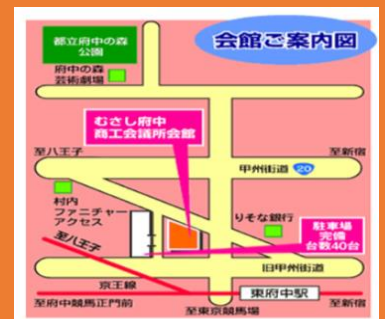 会館ご案内図
都立府中の森
公園
府中の森
芸術劇場
むさし府中
商工会議所会館
至八王子
至新宿
甲州街道 20
村内
ファニチャー
アクセス
りそな銀行
駐車場
完備
台数40台
至八王子
旧甲州街道
京王線
東府中駅
至府中競馬正門前
至東京競馬場
至新宿